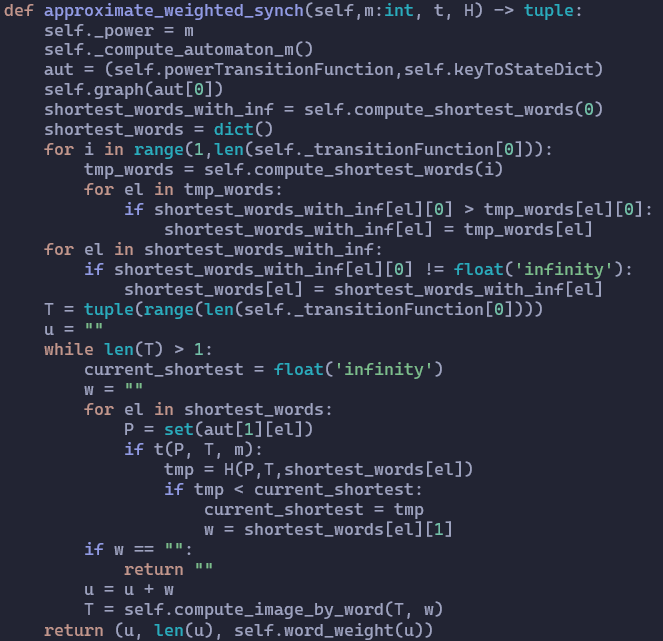 def approximate_weighted_synch(self,m:int, t, H) -> tuple:
    self._power = m
    self._compute_automaton_m()
    aut = (self.powerTransitionFunction,self.keyToStateDict)
    self.graph(aut[0])
    shortest_words_with_inf = self.compute_shortest_words(0)
    shortest_words = dict()
    for i in range(1,len(self._transitionFunction[0])):
        tmp_words = self.compute_shortest_words(i)
        for el in tmp_words:
            if shortest_words_with_inf[el][0] > tmp_words[el][0]:
                shortest_words_with_inf[el] = tmp_words[el]
    for el in shortest_words_with_inf:
        if shortest_words_with_inf[el][0] != float('infinity'):
            shortest_words[el] = shortest_words_with_inf[el]
    T = tuple(range(len(self._transitionFunction[0])))
    u = ""
    while len(T) > 1:
        current_shortest = float('infinity')
        w = ""
        for el in shortest_words:
            P = set(aut[1][el])
            if t(P, T, m):
                tmp = H(P,T,shortest_words[el])
                if tmp < current_shortest:
                    current_shortest = tmp
                    w = shortest_words[el][1]
        if w == "":
            return ""
        u = u + w
        T = self.compute_image_by_word(T, w)
    return (u, len(u), self.word_weight(u))